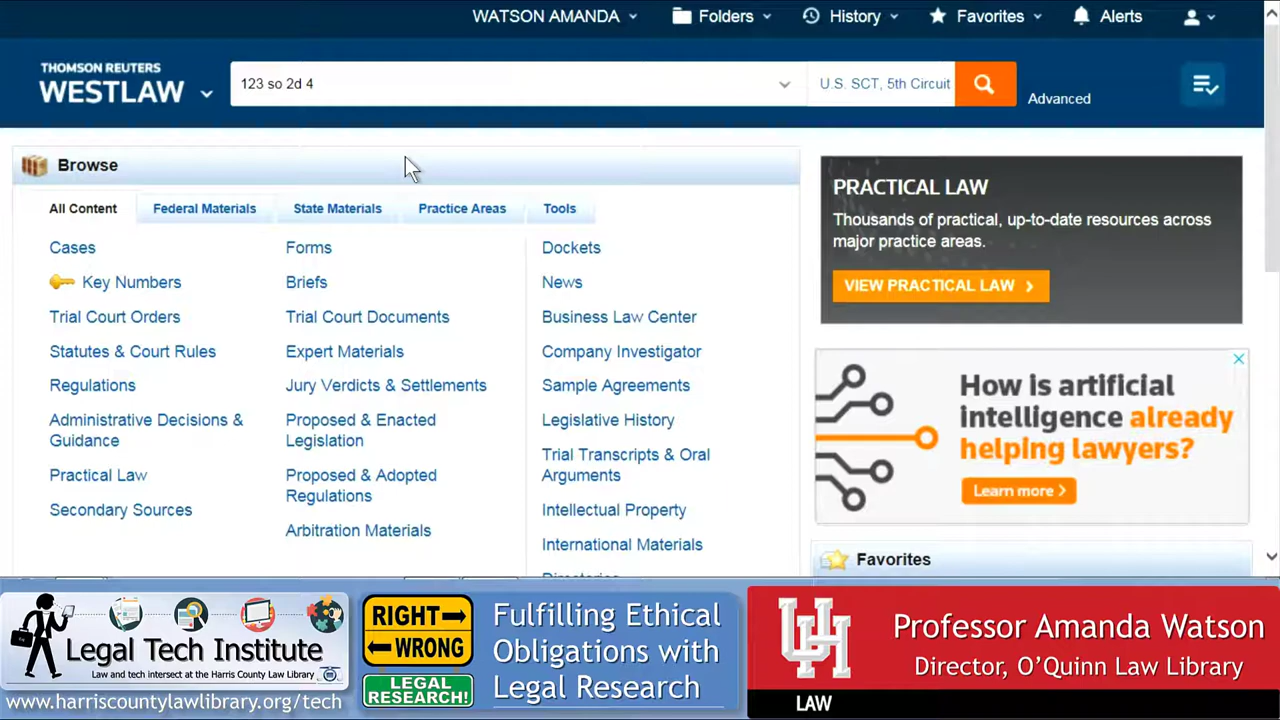 WATSON AMANDA
Folders
History
Favorites
Alerts
THOMSON REUTERS
WESTLAW
123 so 2d 4
U.S. SCT, 5th Circuit
Advanced
Browse
All Content
Federal Materials
State Materials
Practice Areas
Tools
Cases
Key Numbers
Trial Court Orders
Statutes & Court Rules
Regulations
Administrative Decisions &
Guidance
Practical Law
Secondary Sources
Forms
Briefs
Trial Court Documents
Expert Materials
Jury Verdicts & Settlements
Proposed & Enacted
Legislation
Proposed & Adopted
Regulations
Arbitration Materials
Dockets
News
Business Law Center
Company Investigator
Sample Agreements
Legislative History
Trial Transcripts & Oral
Arguments
Intellectual Property
International Materials
PRACTICAL LAW
Thousands of practical, up-to-date resources across
major practice areas.
VIEW PRACTICAL LAW
How is artificial
intelligence already
helping lawyers?
Learn more
Favorites
Legal Tech Institute
Law and tech intersect at the Harris County Law Library
www.harriscountylawlibrary.org/tech
RIGHT
WRONG
LEGAL
RESEARCH!
Fulfilling Ethical
Obligations with
Legal Research
UH
LAW
Professor Amanda Watson
Director, O'Quinn Law Library